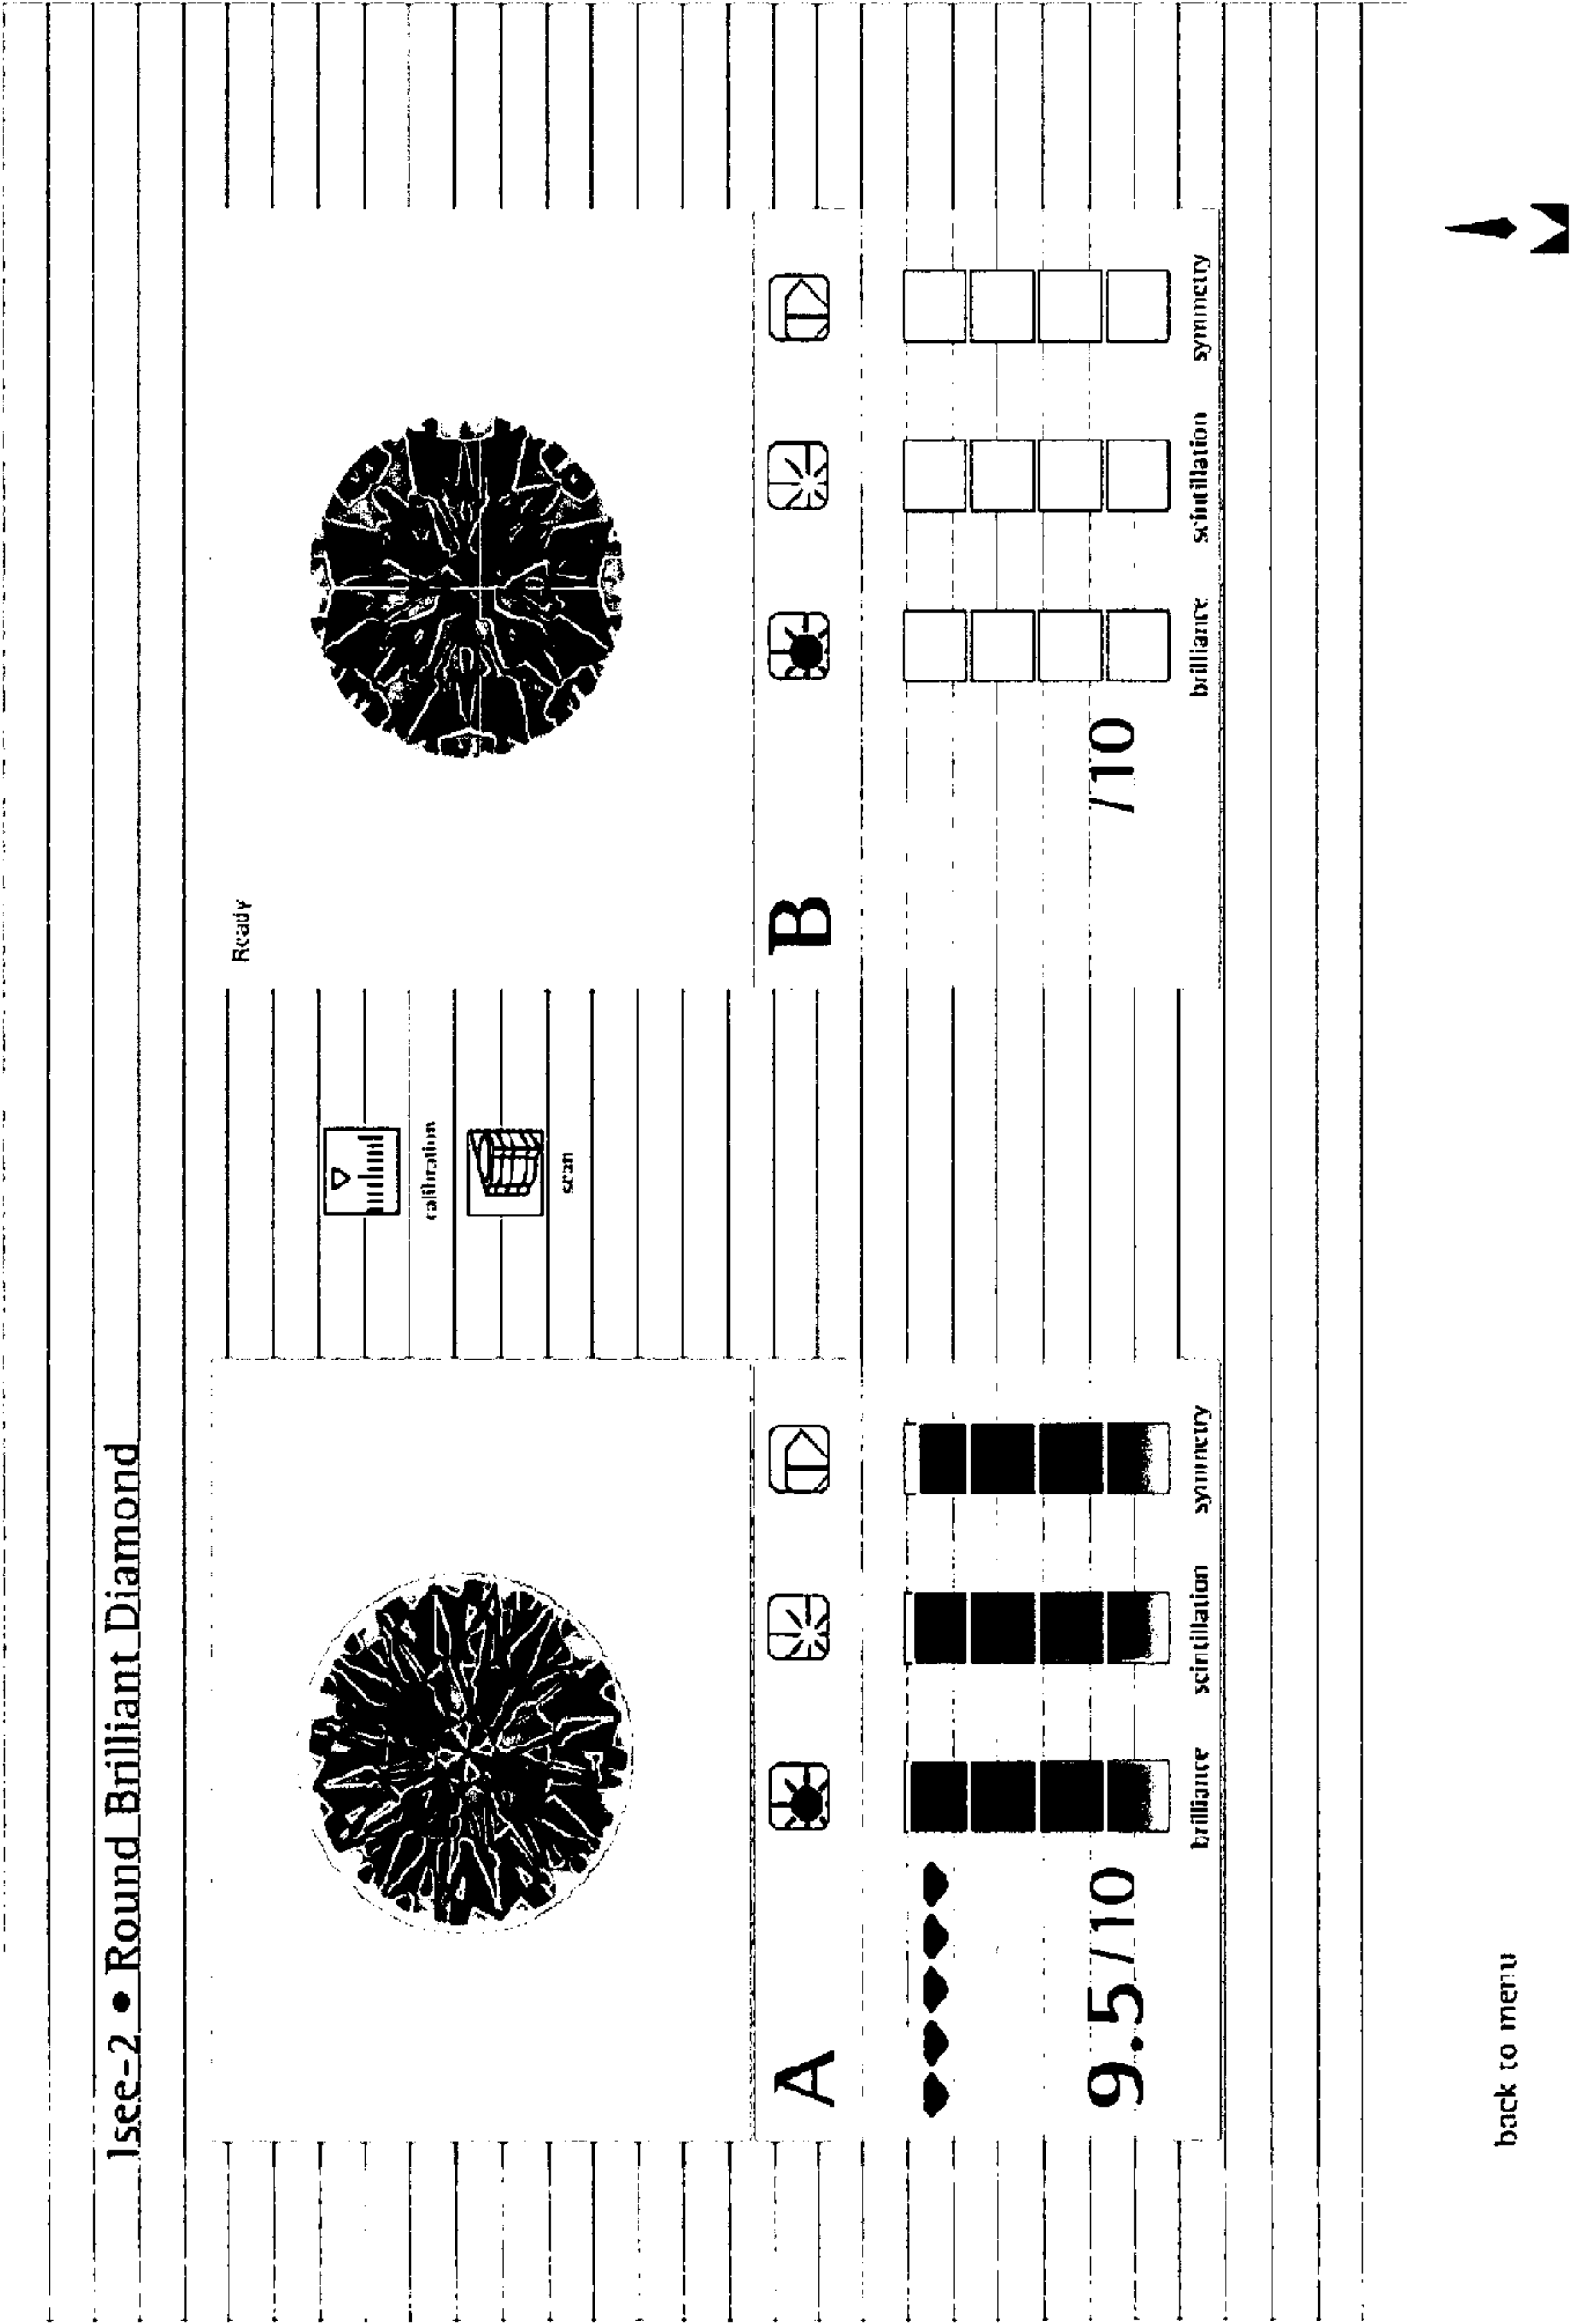 Isee-2 • Round Brilliant Diamond
calibration
scan
Ready
A
9.5/10
brilliance
scintillation
symmetry
B
/10
brilliance
scintillation
symmetry
back to menu